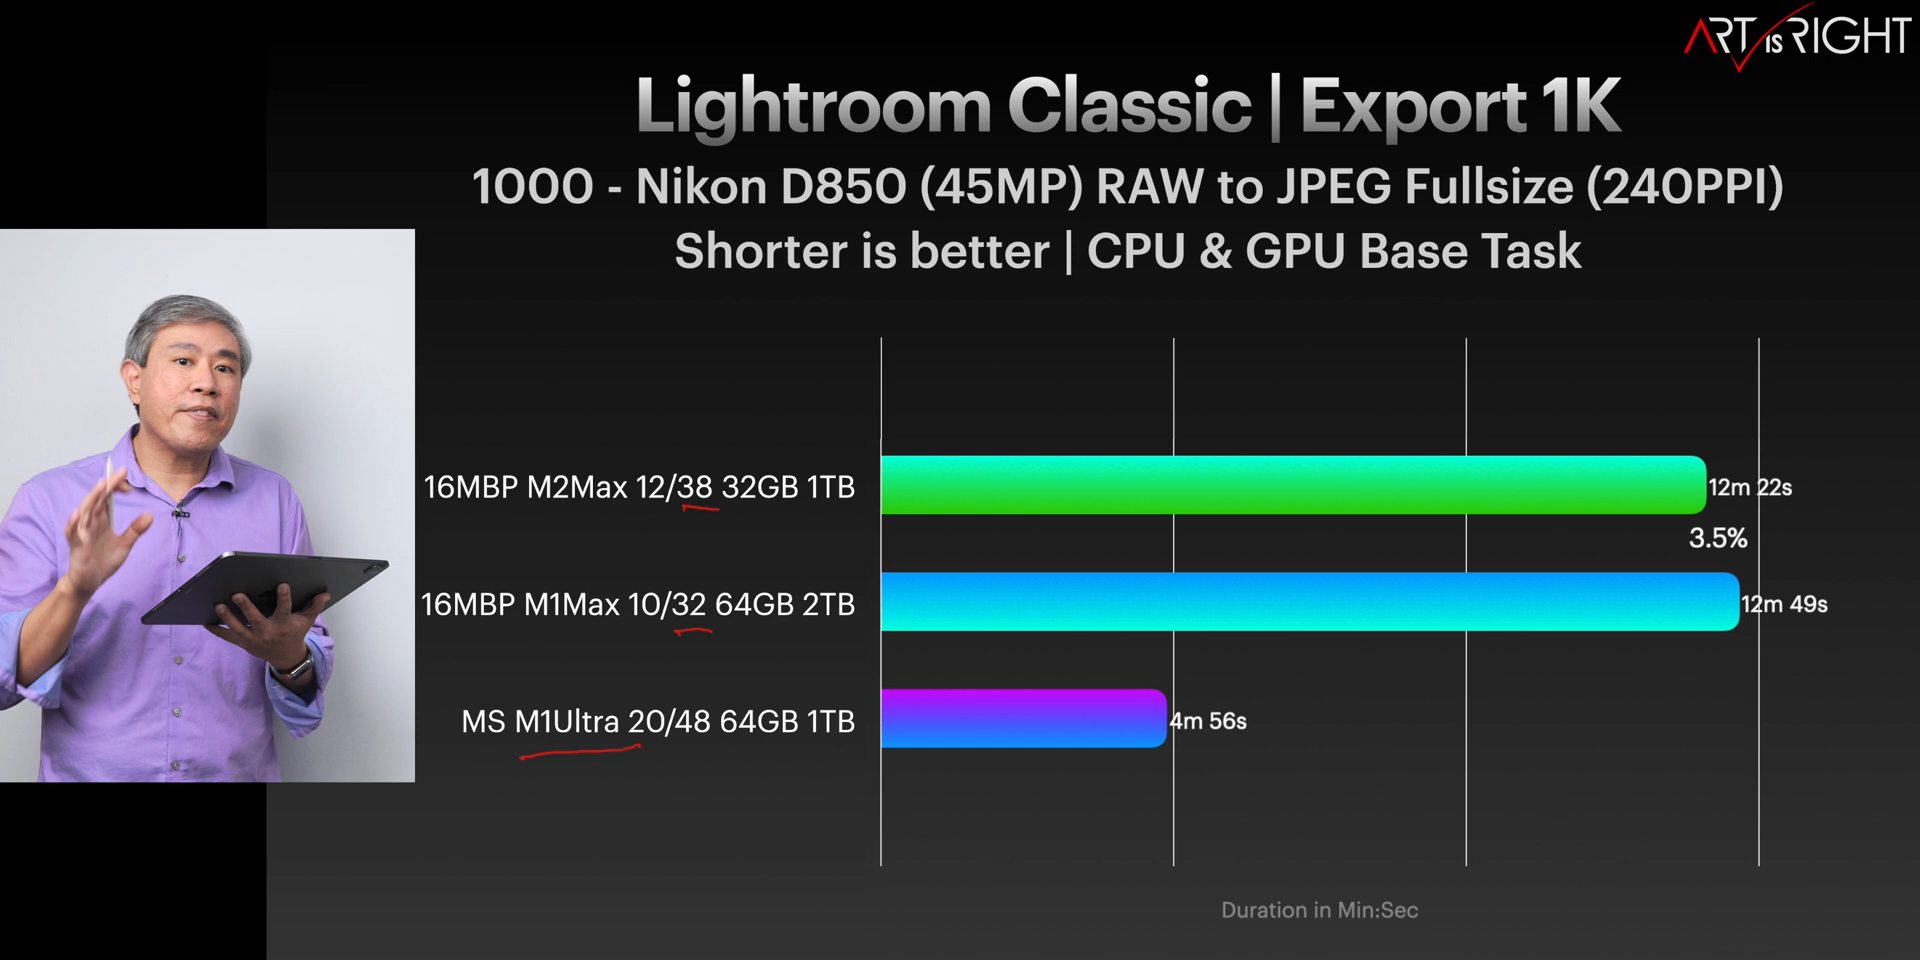 ART IS RIGHT
Lightroom Classic | Export 1K
1000 - Nikon D850 (45MP) RAW to JPEG Fullsize (240PPI)
Shorter is better | CPU & GPU Base Task
16MBP M2Max 12/38 32GB 1TB
12m 22s
3.5%
16MBP M1Max 10/32 64GB 2TB
12m 49s
MS M1Ultra 20/48 64GB 1TB
4m 56s
Duration in Min:Sec